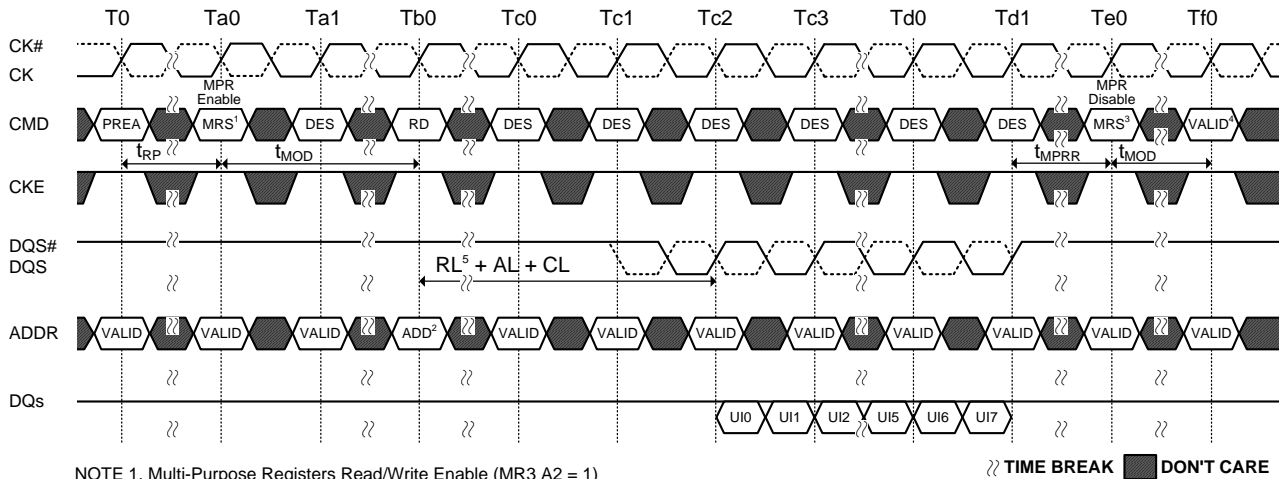 T0 Ta0 Ta1 Tb0 Tc0 Tc1 Tc2 Tc3 Td0 Td1 Te0 Tf0
CK#
CK
MPR Enable MPR Disable
CMD PREA MRS¹ DES RD DES DES DES DES DES DES MRS³ VALID⁴
tRP tMOD tMPRR tMOD
CKE
DQS#
DQS
RL⁵ + AL + CL
ADDR VALID VALID VALID ADD² VALID VALID VALID VALID VALID VALID VALID VALID
DQs UI0 UI1 UI2 UI5 UI6 UI7
NOTE 1. Multi-Purpose Registers Read/Write Enable (MR3 A2 = 1)
TIME BREAK DON'T CARE